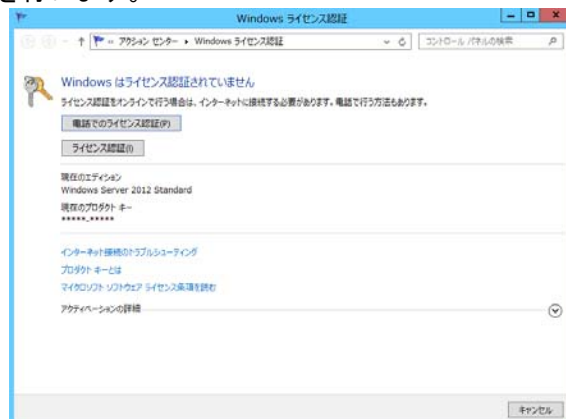 を行います。
Windows ライセンス認証
アクション センター ▸ Windows ライセンス認証
コントロール パネルの検索
Windows はライセンス認証されていません
ライセンス認証をオンラインで行う場合は、インターネットに接続する必要があります。電話で行う方法もあります。
電話でのライセンス認証(P)
ライセンス認証(I)
現在のエディション
Windows Server 2012 Standard
現在のプロダクト キー
*****-*****
インターネット接続のトラブルシューティング
プロダクト キーとは
マイクロソフト ソフトウェア ライセンス条項を読む
アクティベーションの詳細
キャンセル